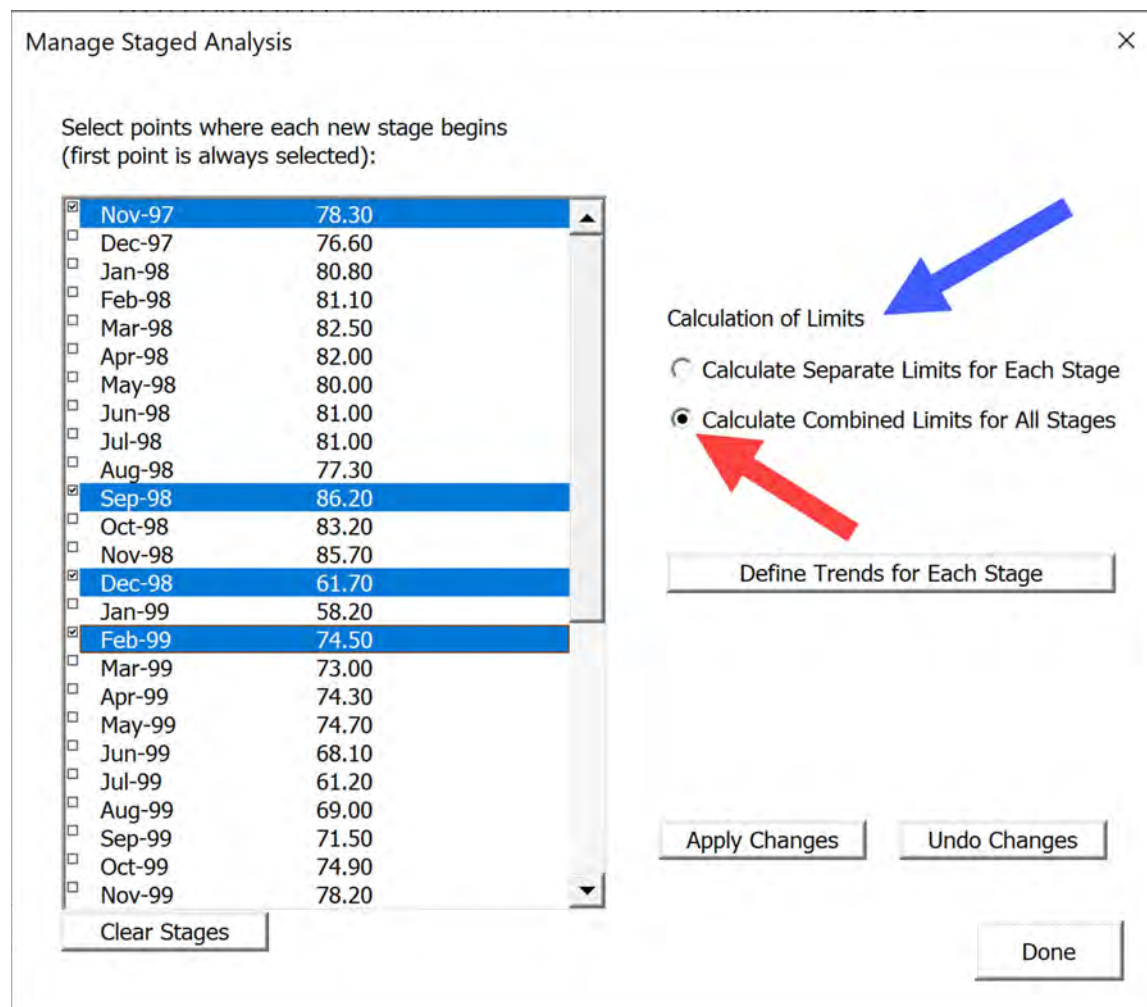 Manage Staged Analysis
Select points where each new stage begins
(first point is always selected):
Nov-97 78.30
Dec-97 76.60
Jan-98 80.80
Feb-98 81.10
Mar-98 82.50
Apr-98 82.00
May-98 80.00
Jun-98 81.00
Jul-98 81.00
Aug-98 77.30
Sep-98 86.20
Oct-98 83.20
Nov-98 85.70
Dec-98 61.70
Jan-99 58.20
Feb-99 74.50
Mar-99 73.00
Apr-99 74.30
May-99 74.70
Jun-99 68.10
Jul-99 61.20
Aug-99 69.00
Sep-99 71.50
Oct-99 74.90
Nov-99 78.20
Clear Stages
Calculation of Limits
Calculate Separate Limits for Each Stage
Calculate Combined Limits for All Stages
Define Trends for Each Stage
Apply Changes
Undo Changes
Done